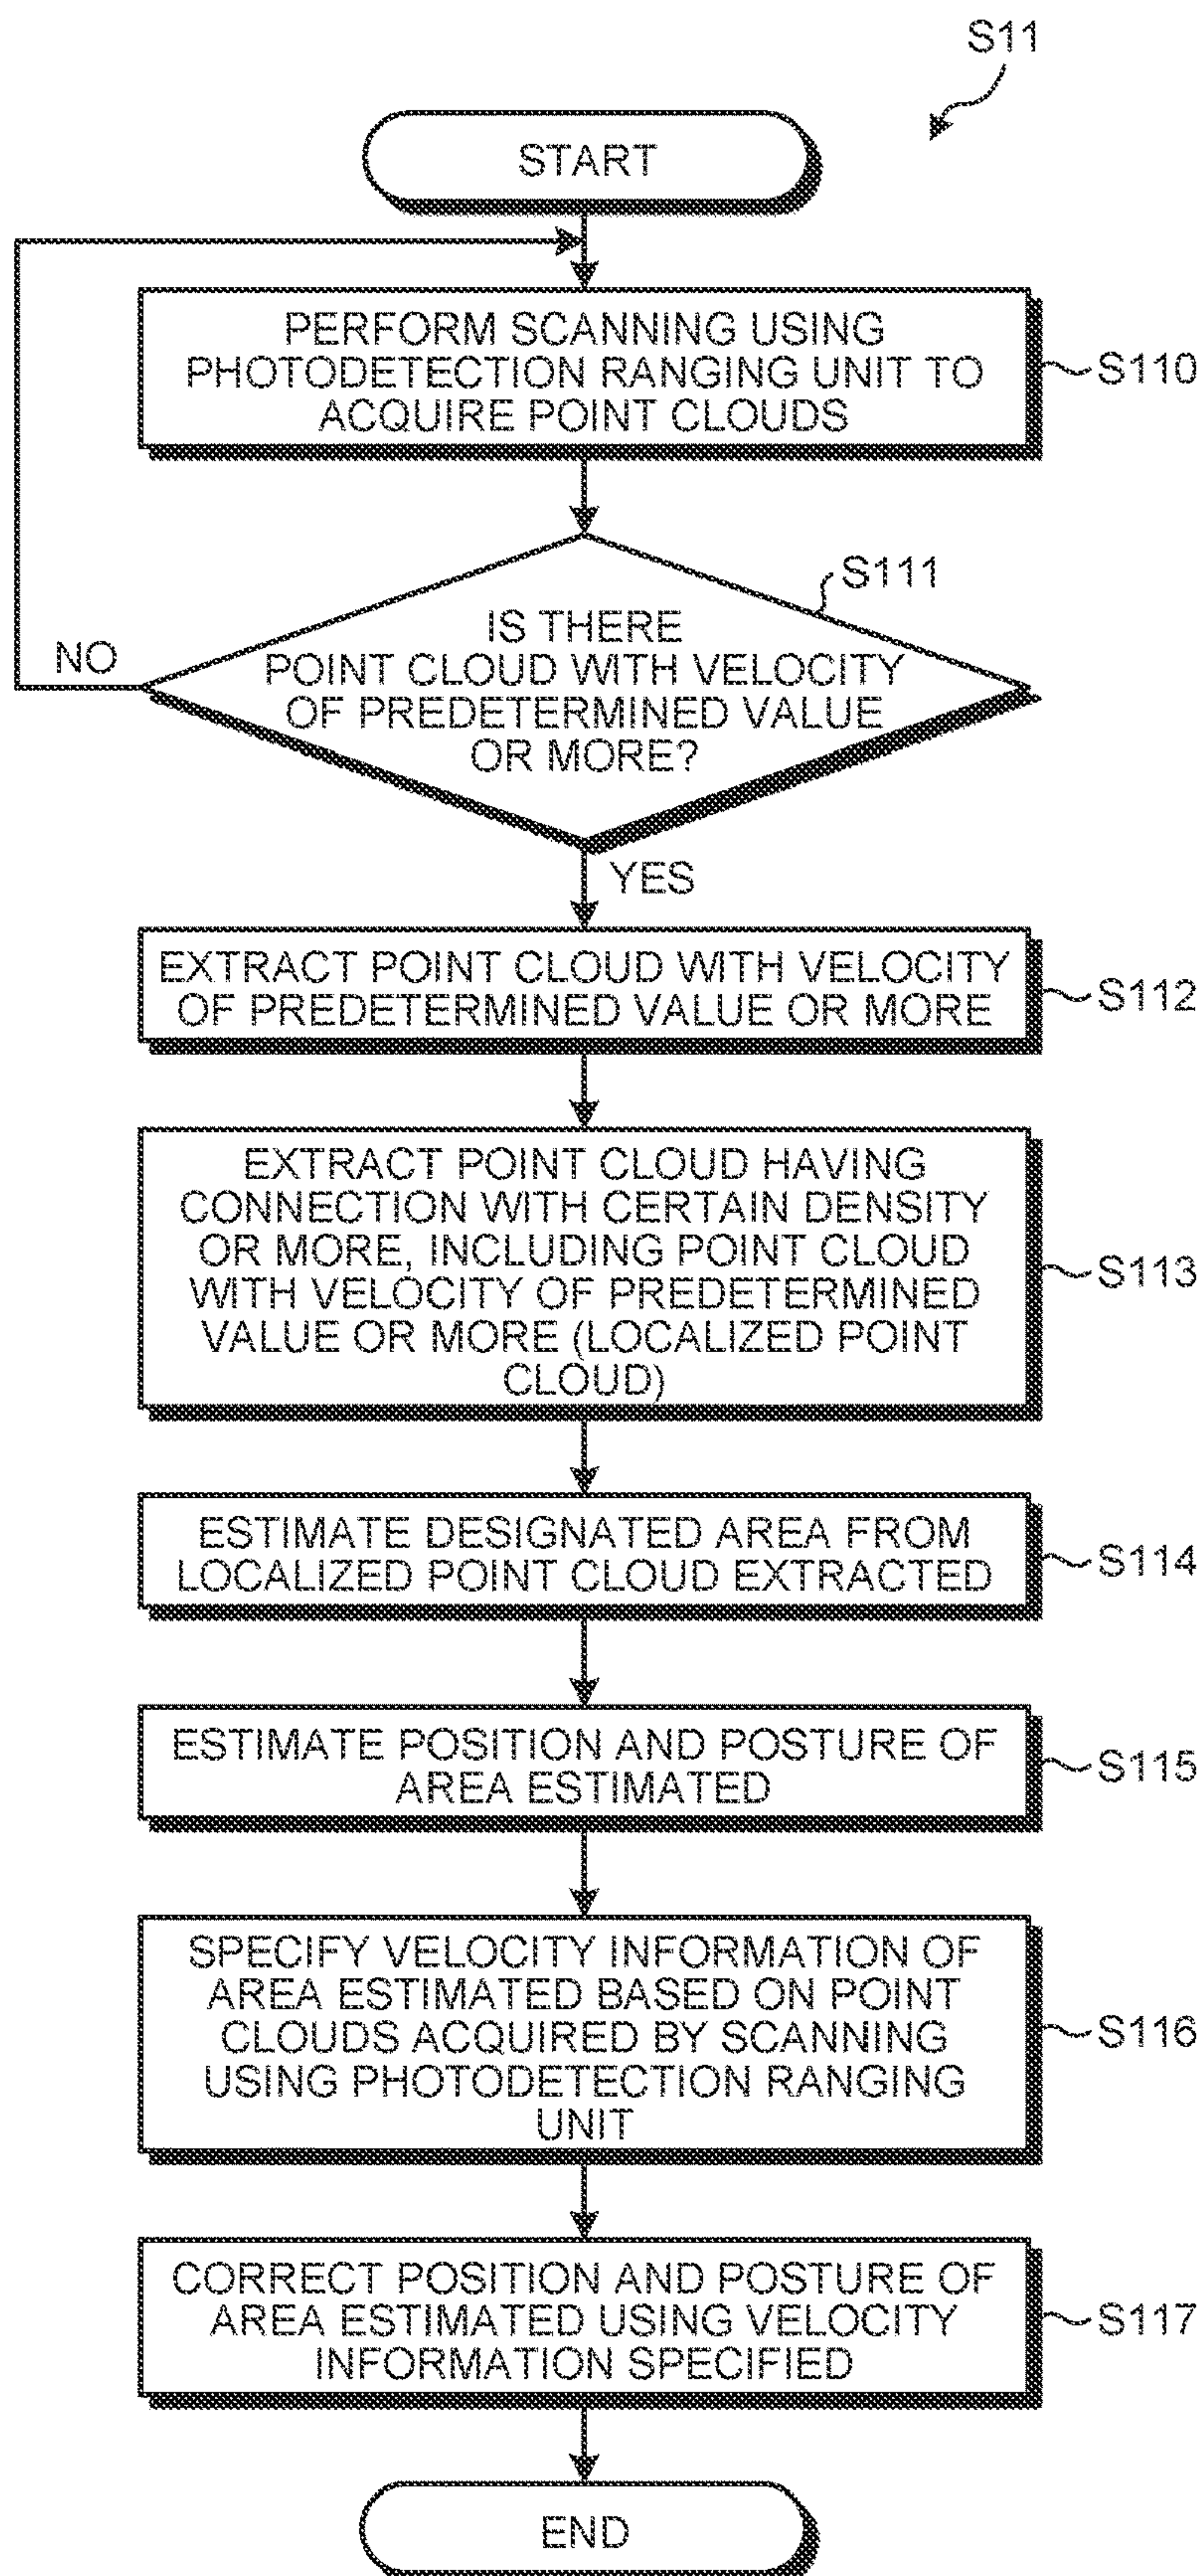 S11
START
PERFORM SCANNING USING
PHOTODETECTION RANGING UNIT TO
ACQUIRE POINT CLOUDS
S110
S111
IS THERE
POINT CLOUD WITH VELOCITY
OF PREDETERMINED VALUE
OR MORE?
NO
YES
EXTRACT POINT CLOUD WITH VELOCITY
OF PREDETERMINED VALUE OR MORE
S112
EXTRACT POINT CLOUD HAVING
CONNECTION WITH CERTAIN DENSITY
OR MORE, INCLUDING POINT CLOUD
WITH VELOCITY OF PREDETERMINED
VALUE OR MORE (LOCALIZED POINT
CLOUD)
S113
ESTIMATE DESIGNATED AREA FROM
LOCALIZED POINT CLOUD EXTRACTED
S114
ESTIMATE POSITION AND POSTURE OF
AREA ESTIMATED
S115
SPECIFY VELOCITY INFORMATION OF
AREA ESTIMATED BASED ON POINT
CLOUDS ACQUIRED BY SCANNING
USING PHOTODETECTION RANGING
UNIT
S116
CORRECT POSITION AND POSTURE OF
AREA ESTIMATED USING VELOCITY
INFORMATION SPECIFIED
S117
END